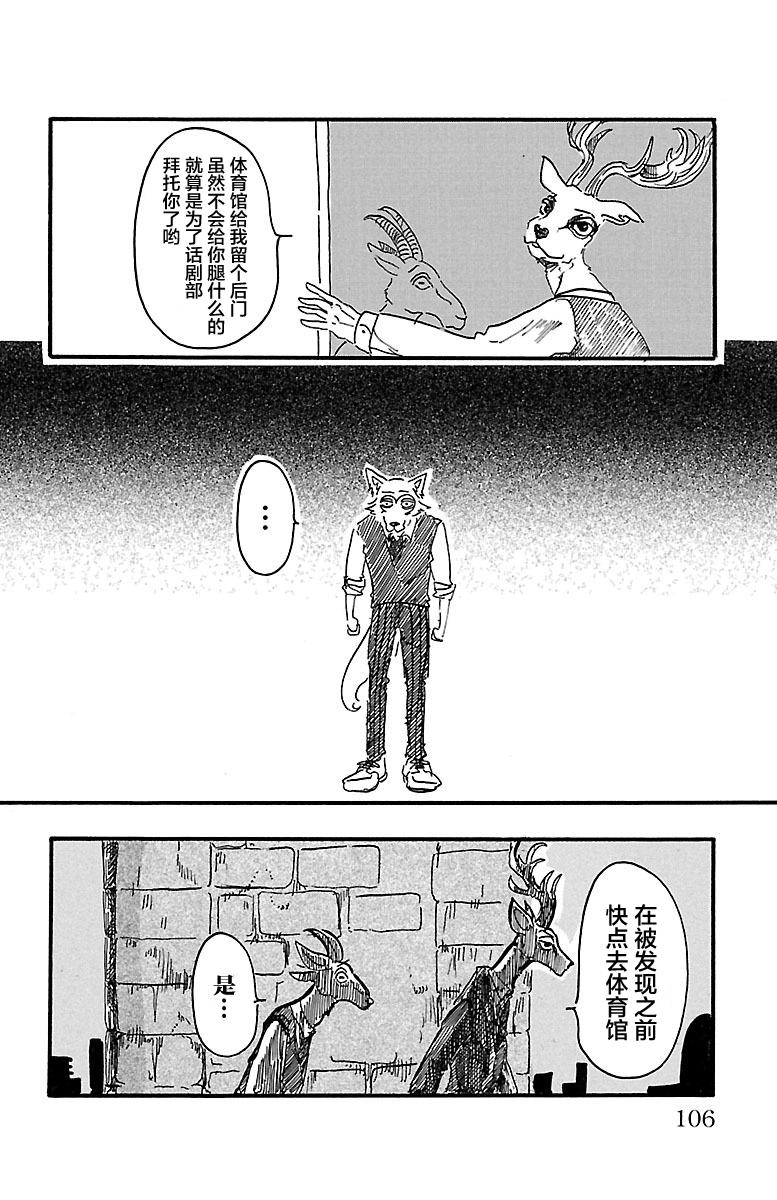 体育馆给我留个后门
虽然不会给你腿什么的
就算是为了话剧部
拜托你了哟
…
在被发现之前
快点去体育馆
是…
106